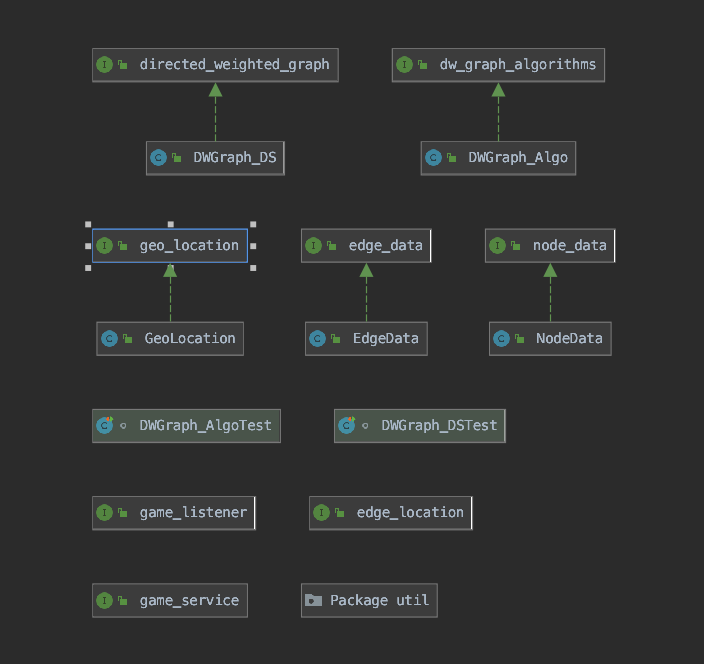 directed_weighted_graph
dw_graph_algorithms
DWGraph_DS
DWGraph_Algo
geo_location
edge_data
node_data
GeoLocation
EdgeData
NodeData
DWGraph_AlgoTest
DWGraph_DSTest
game_listener
edge_location
game_service
Package util